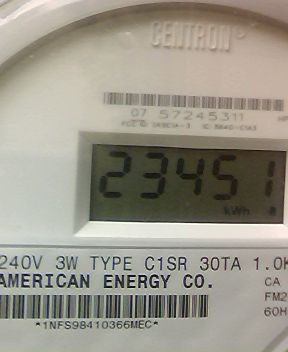 CENTRON®
07 57245311
23451
kWh
240V 3W TYPE C1SR 30TA 1.0K
AMERICAN ENERGY CO.
CA
FM2
60H
*1NFS98410366MEC*